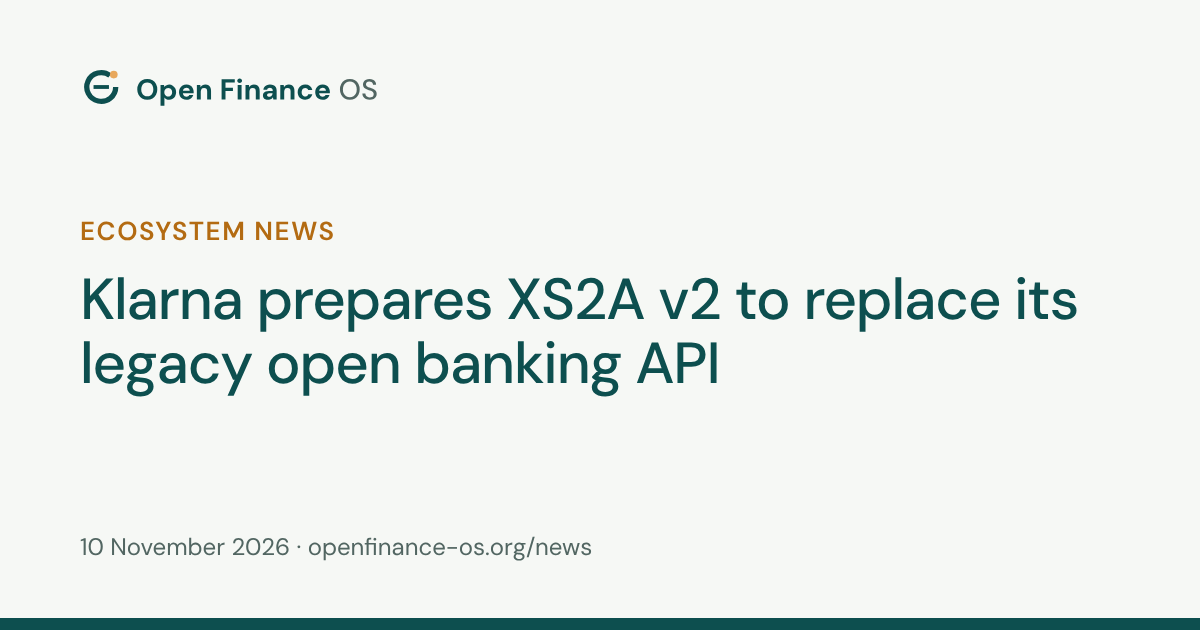 Open Finance OS
ECOSYSTEM NEWS
Klarna prepares XS2A v2 to replace its
legacy open banking API
10 November 2026 · openfinance-os.org/news